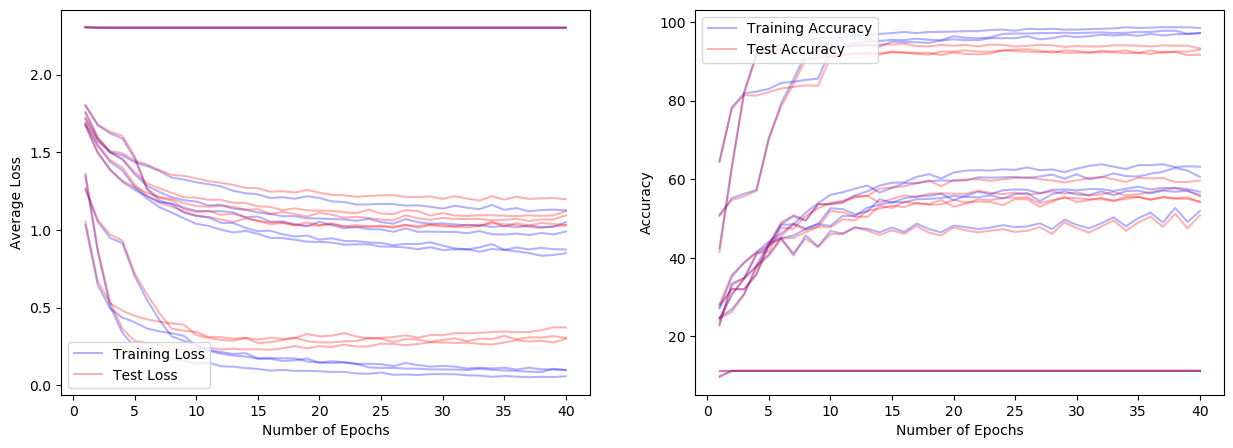 2.0
1.5
1.0
0.5
0.0
Average Loss
Training Loss
Test Loss
0 5 10 15 20 25 30 35 40
Number of Epochs
100
80
60
40
20
Accuracy
Training Accuracy
Test Accuracy
0 5 10 15 20 25 30 35 40
Number of Epochs